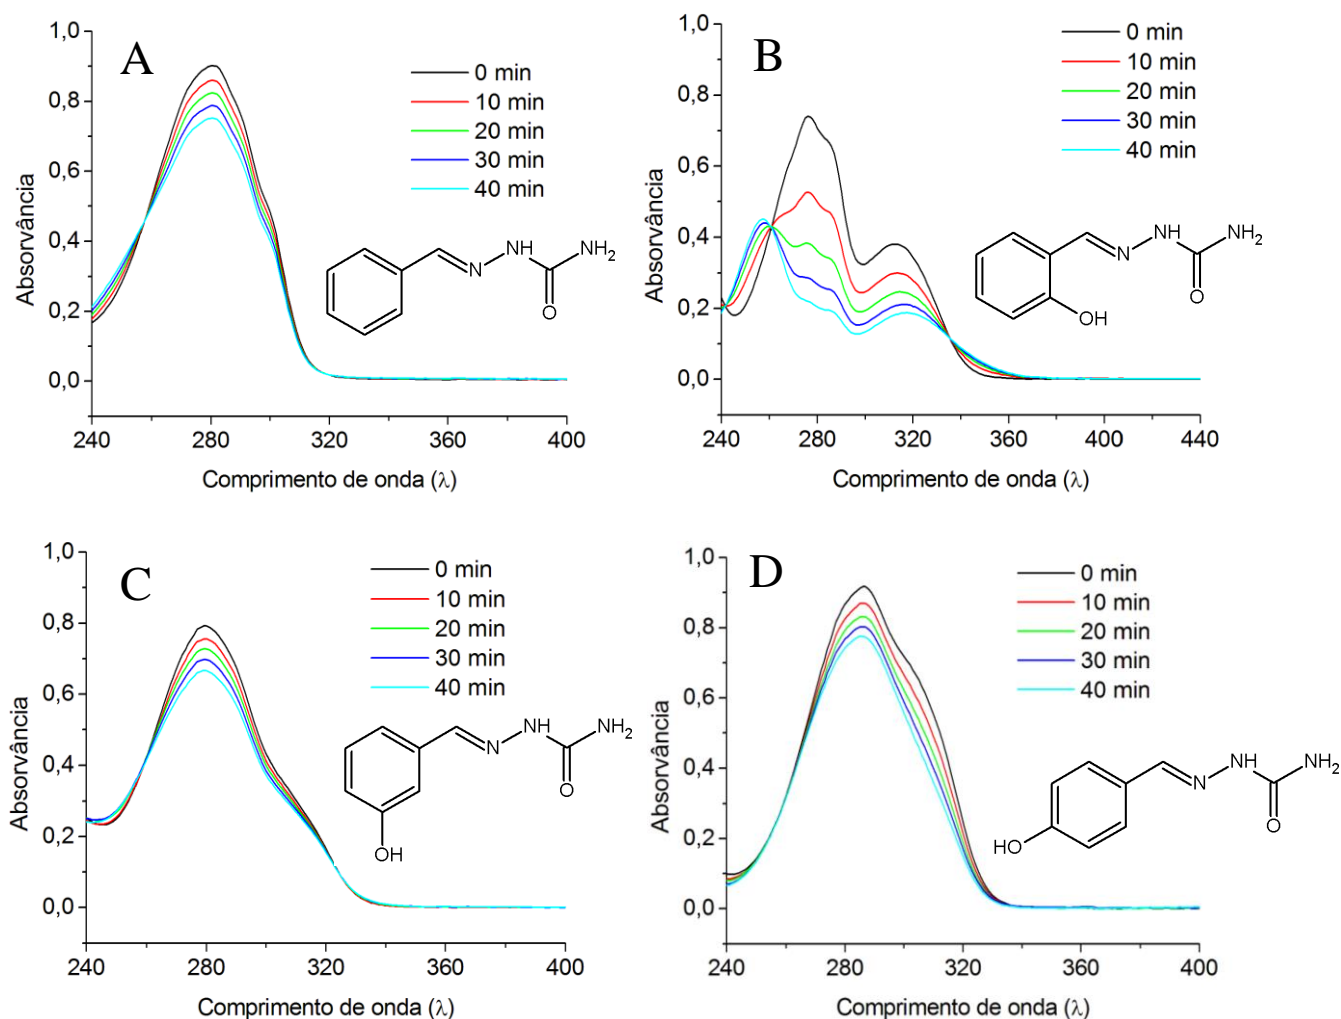 A
1,0
0,8
0,6
0,4
0,2
0,0
Absorvância
0 min
10 min
20 min
30 min
40 min
N
NH
NH2
O
240 280 320 360 400
Comprimento de onda (λ)
B
1,0
0,8
0,6
0,4
0,2
0,0
Absorvância
0 min
10 min
20 min
30 min
40 min
N
NH
NH2
O
OH
240 280 320 360 400 440
Comprimento de onda (λ)
C
1,0
0,8
0,6
0,4
0,2
0,0
Absorvância
0 min
10 min
20 min
30 min
40 min
N
NH
NH2
O
OH
240 280 320 360 400
Comprimento de onda (λ)
D
1,0
0,8
0,6
0,4
0,2
0,0
Absorvância
0 min
10 min
20 min
30 min
40 min
N
NH
NH2
O
HO
240 280 320 360 400
Comprimento de onda (λ)